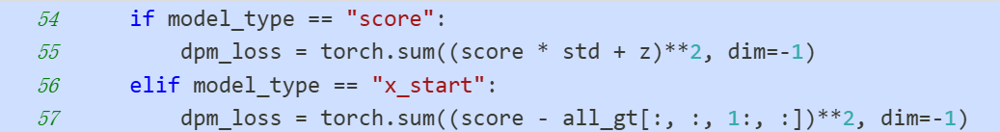 54 if model_type == "score":
55 dpm_loss = torch.sum((score * std + z)**2, dim=-1)
56 elif model_type == "x_start":
57 dpm_loss = torch.sum((score - all_gt[:, :, 1:, :])**2, dim=-1)